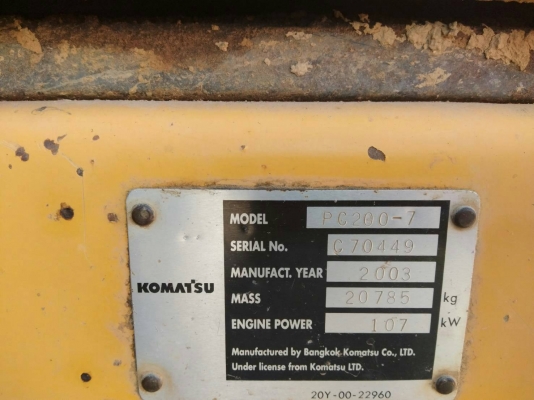 KOMATSU
MODEL PC200-7
SERIAL No. C70449
MANUFACT. YEAR 2003
MASS 20785 kg
ENGINE POWER 107 kW
Manufactured by Bangkok Komatsu Co., LTD.
Under license from Komatsu LTD.
20Y-00-22960